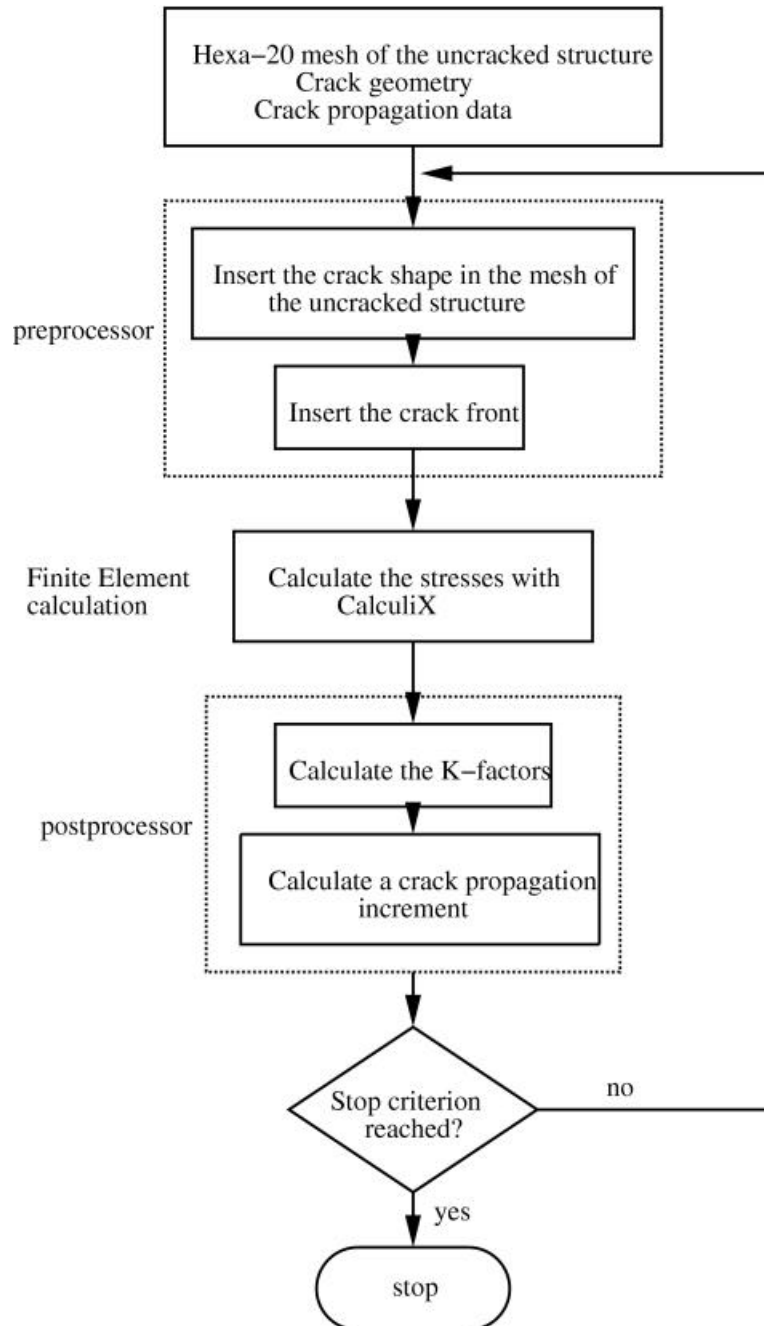 Hexa−20 mesh of the uncracked structure
Crack geometry
Crack propagation data
Insert the crack shape in the mesh of
the uncracked structure
preprocessor
Insert the crack front
Finite Element
calculation
Calculate the stresses with
CalculiX
Calculate the K−factors
postprocessor
Calculate a crack propagation
increment
Stop criterion
reached?
no
yes
stop